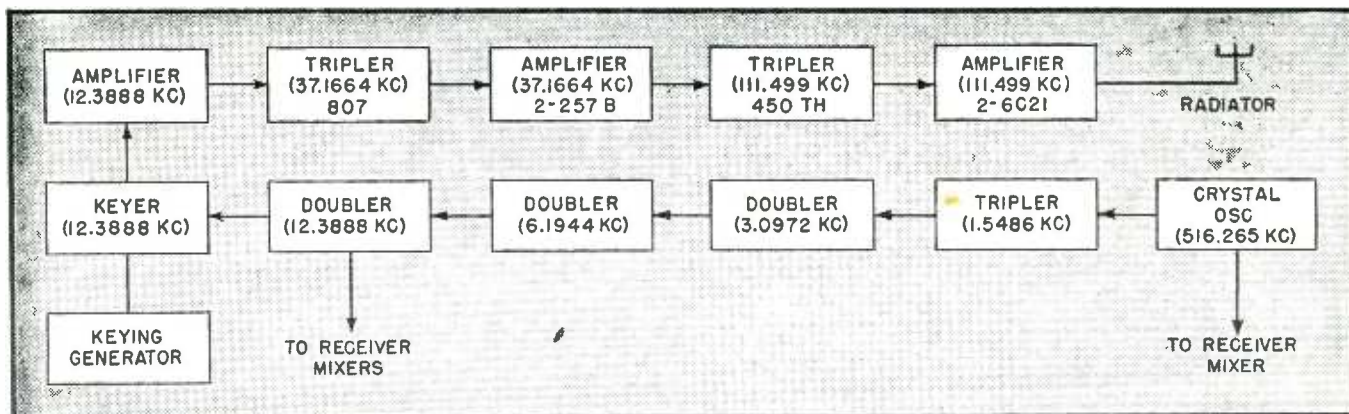 AMPLIFIER
(12.3888 KC)
TRIPLER
(37.1664 KC)
807
AMPLIFIER
(37.1664 KC)
2-257 B
TRIPLER
(111.499 KC)
450 TH
AMPLIFIER
(111.499 KC)
2-6C21
RADIATOR
KEYER
(12.3888 KC)
DOUBLER
(12.3888 KC)
DOUBLER
(6.1944 KC)
DOUBLER
(3.0972 KC)
TRIPLER
(1.5486 KC)
CRYSTAL
OSC
(516.265 KC)
KEYING
GENERATOR
TO RECEIVER
MIXERS
TO RECEIVER
MIXER